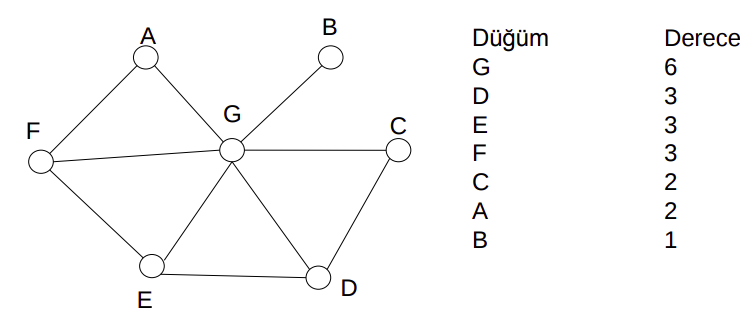 A
B
G
F
C
E
D
Düğüm Derece
G 6
D 3
E 3
F 3
C 2
A 2
B 1